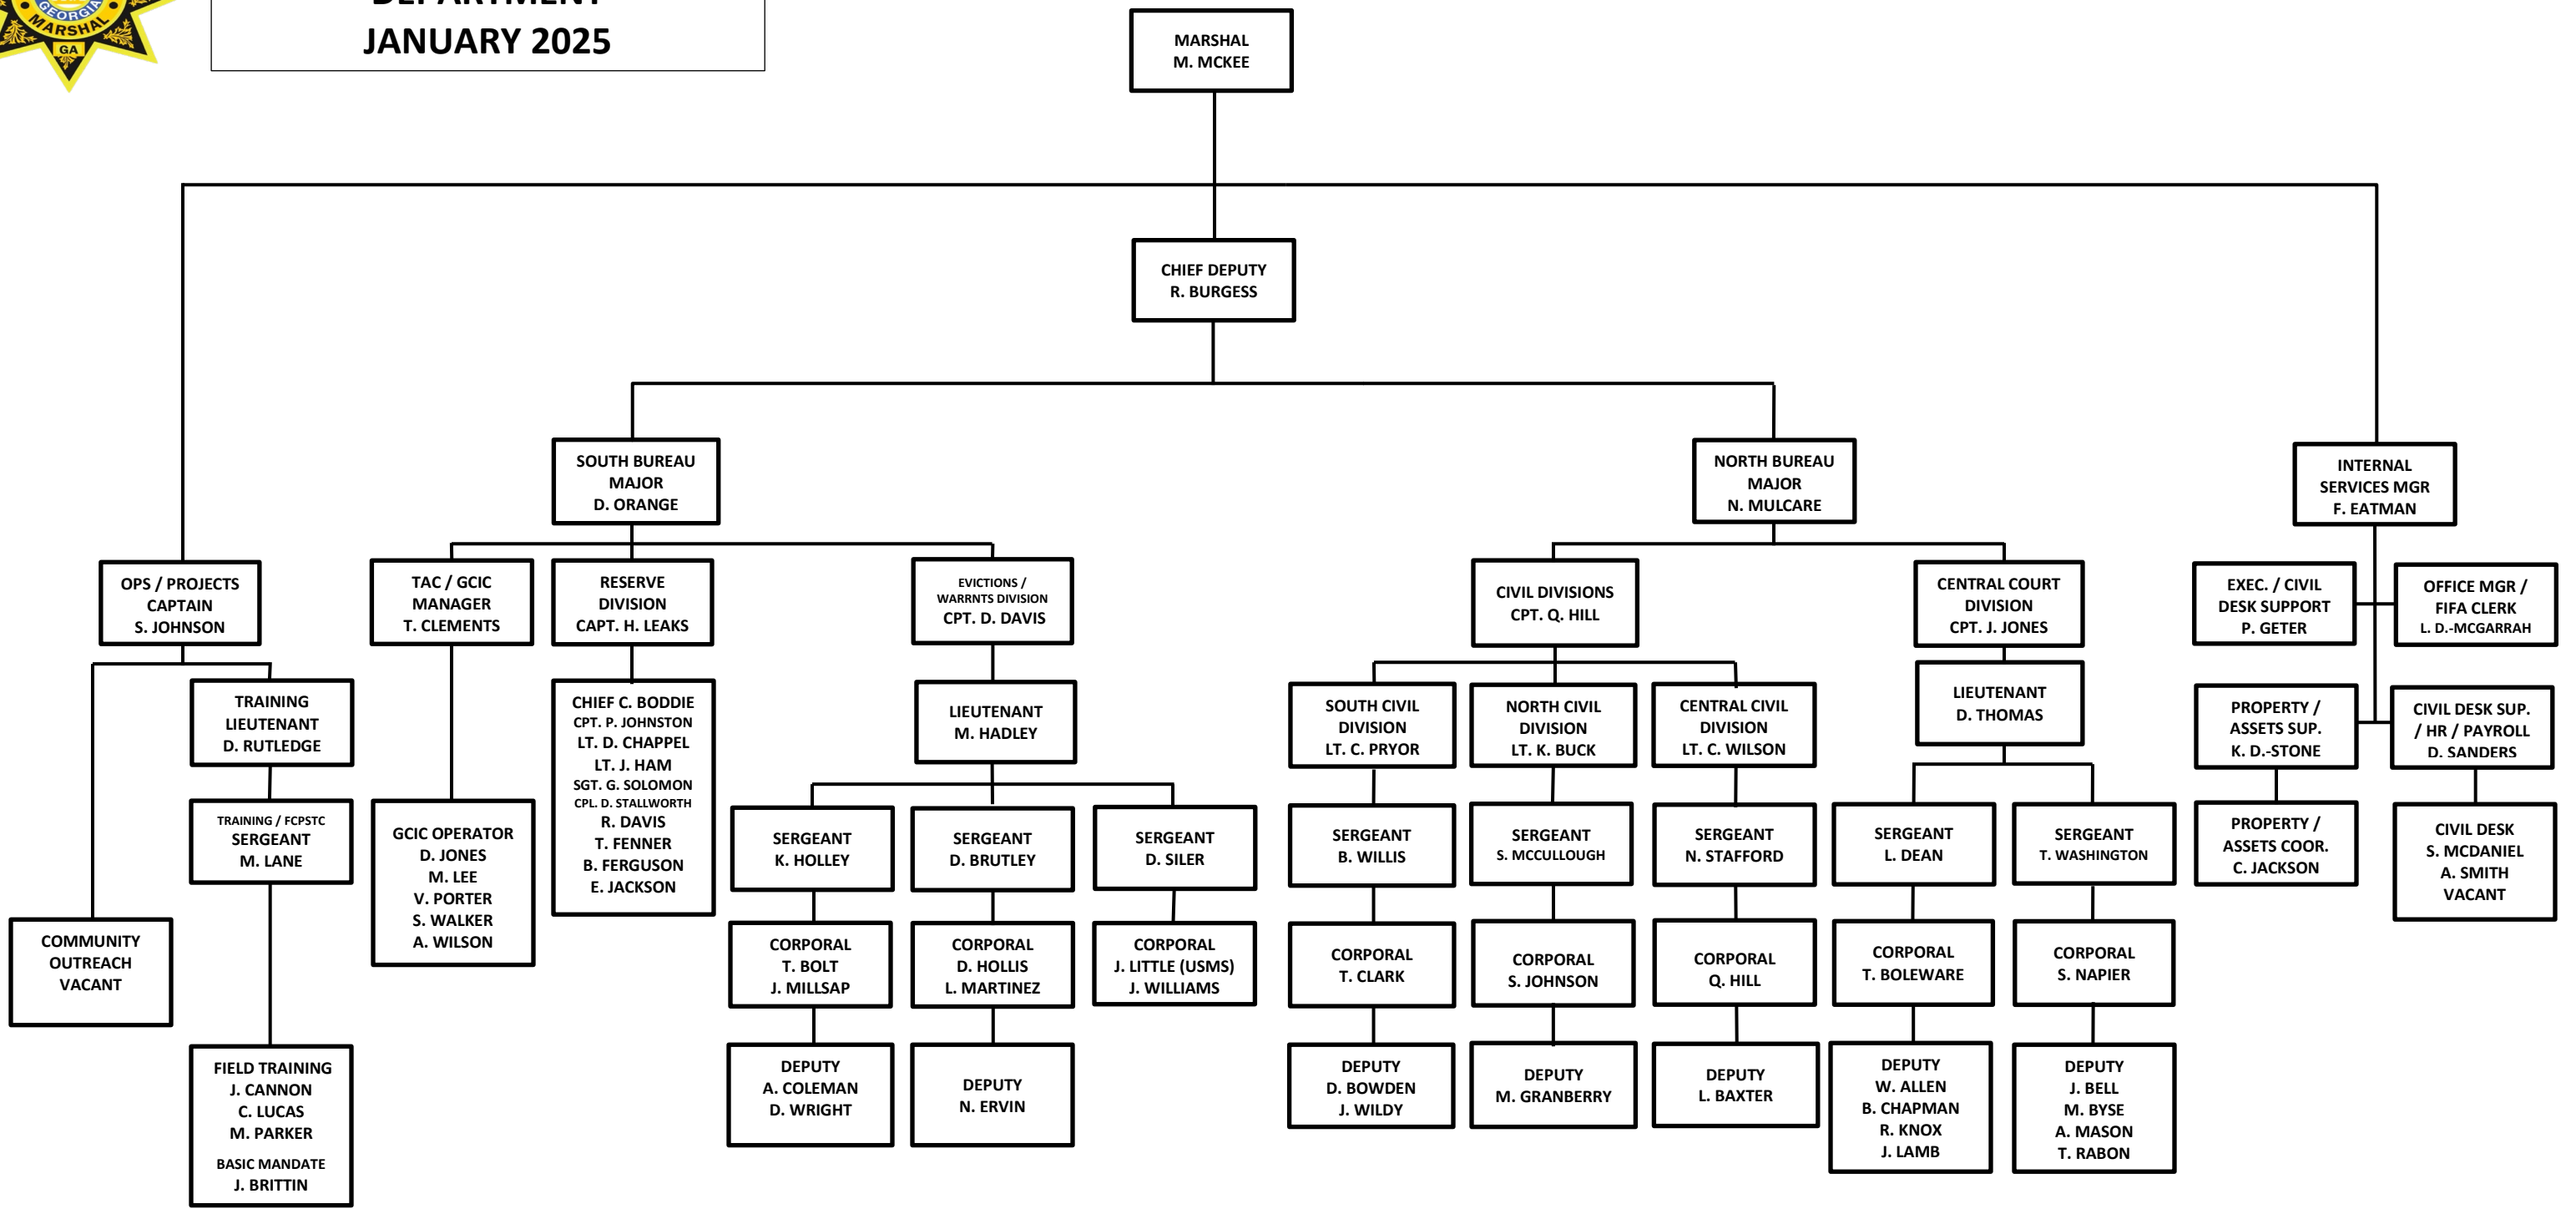 GEORGIA
MARSHAL
GA
DEPARTMENT
JANUARY 2025
MARSHAL
M. MCKEE
CHIEF DEPUTY
R. BURGESS
SOUTH BUREAU
MAJOR
D. ORANGE
NORTH BUREAU
MAJOR
N. MULCARE
INTERNAL
SERVICES MGR
F. EATMAN
OPS / PROJECTS
CAPTAIN
S. JOHNSON
TAC / GCIC
MANAGER
T. CLEMENTS
RESERVE
DIVISION
CAPT. H. LEAKS
EVICTIONS /
WARRNTS DIVISION
CPT. D. DAVIS
CIVIL DIVISIONS
CPT. Q. HILL
CENTRAL COURT
DIVISION
CPT. J. JONES
EXEC. / CIVIL
DESK SUPPORT
P. GETER
OFFICE MGR /
FIFA CLERK
L. D.-MCGARRAH
TRAINING
LIEUTENANT
D. RUTLEDGE
CHIEF C. BODDIE
CPT. P. JOHNSTON
LT. D. CHAPPEL
LT. J. HAM
SGT. G. SOLOMON
CPL. D. STALLWORTH
R. DAVIS
T. FENNER
B. FERGUSON
E. JACKSON
LIEUTENANT
M. HADLEY
SOUTH CIVIL
DIVISION
LT. C. PRYOR
NORTH CIVIL
DIVISION
LT. K. BUCK
CENTRAL CIVIL
DIVISION
LT. C. WILSON
LIEUTENANT
D. THOMAS
PROPERTY /
ASSETS SUP.
K. D.-STONE
CIVIL DESK SUP.
/ HR / PAYROLL
D. SANDERS
TRAINING / FCPSTC
SERGEANT
M. LANE
GCIC OPERATOR
D. JONES
M. LEE
V. PORTER
S. WALKER
A. WILSON
SERGEANT
K. HOLLEY
SERGEANT
D. BRUTLEY
SERGEANT
D. SILER
SERGEANT
B. WILLIS
SERGEANT
S. MCCULLOUGH
SERGEANT
N. STAFFORD
SERGEANT
L. DEAN
SERGEANT
T. WASHINGTON
PROPERTY /
ASSETS COOR.
C. JACKSON
CIVIL DESK
S. MCDANIEL
A. SMITH
VACANT
COMMUNITY
OUTREACH
VACANT
CORPORAL
T. BOLT
J. MILLSAP
CORPORAL
D. HOLLIS
L. MARTINEZ
CORPORAL
J. LITTLE (USMS)
J. WILLIAMS
CORPORAL
T. CLARK
CORPORAL
S. JOHNSON
CORPORAL
Q. HILL
CORPORAL
T. BOLEWARE
CORPORAL
S. NAPIER
FIELD TRAINING
J. CANNON
C. LUCAS
M. PARKER
BASIC MANDATE
J. BRITTIN
DEPUTY
A. COLEMAN
D. WRIGHT
DEPUTY
N. ERVIN
DEPUTY
D. BOWDEN
J. WILDY
DEPUTY
M. GRANBERRY
DEPUTY
L. BAXTER
DEPUTY
W. ALLEN
B. CHAPMAN
R. KNOX
J. LAMB
DEPUTY
J. BELL
M. BYSE
A. MASON
T. RABON